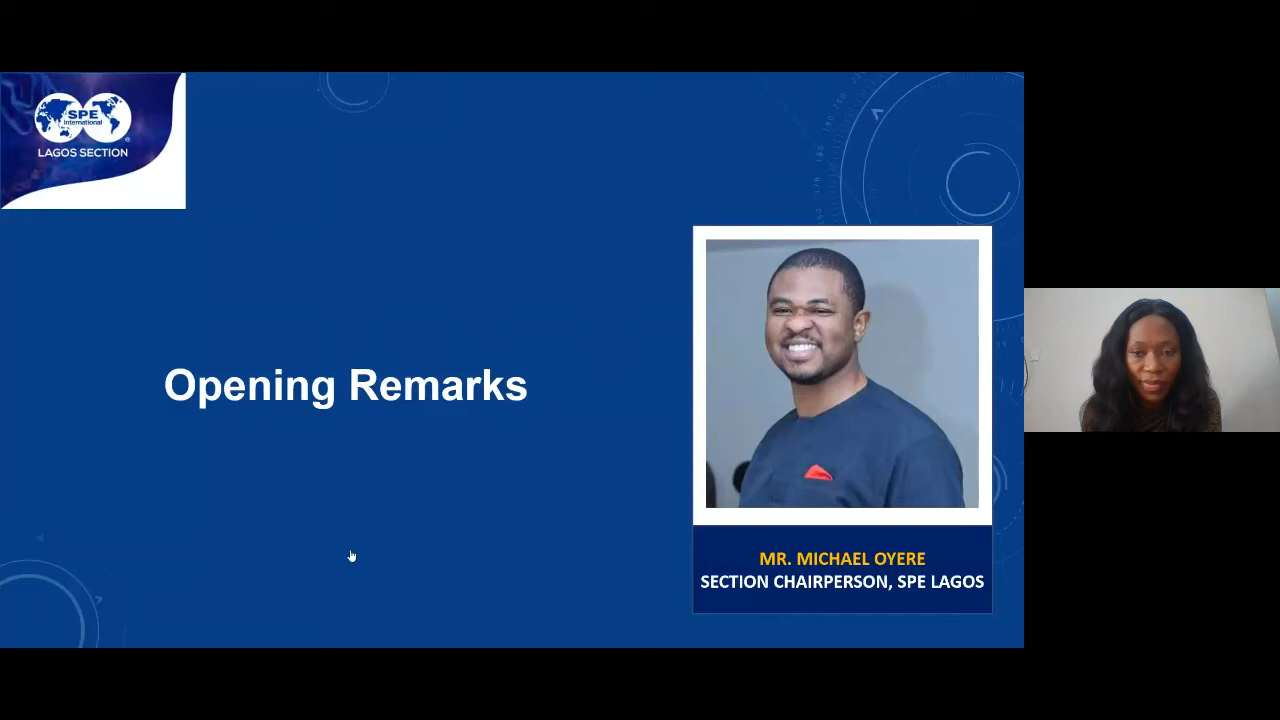 SPE
International
LAGOS SECTION
Opening Remarks
MR. MICHAEL OYERE
SECTION CHAIRPERSON, SPE LAGOS